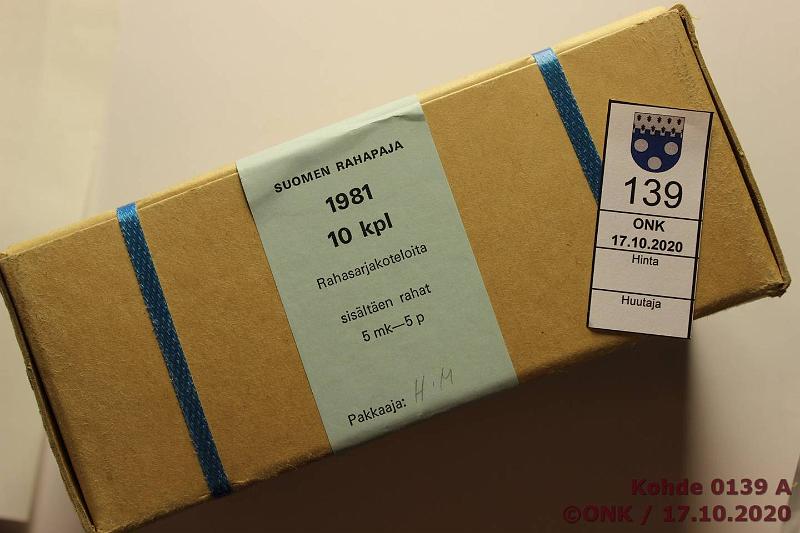 SUOMEN RAHAPAJA
1981
10 kpl
Rahasarjakoteloita
sisältäen rahat
5 mk—5 p
Pakkaaja: H.M
139
ONK
17.10.2020
Hinta
Huutaja
Kohde 0139 A
©ONK / 17.10.2020